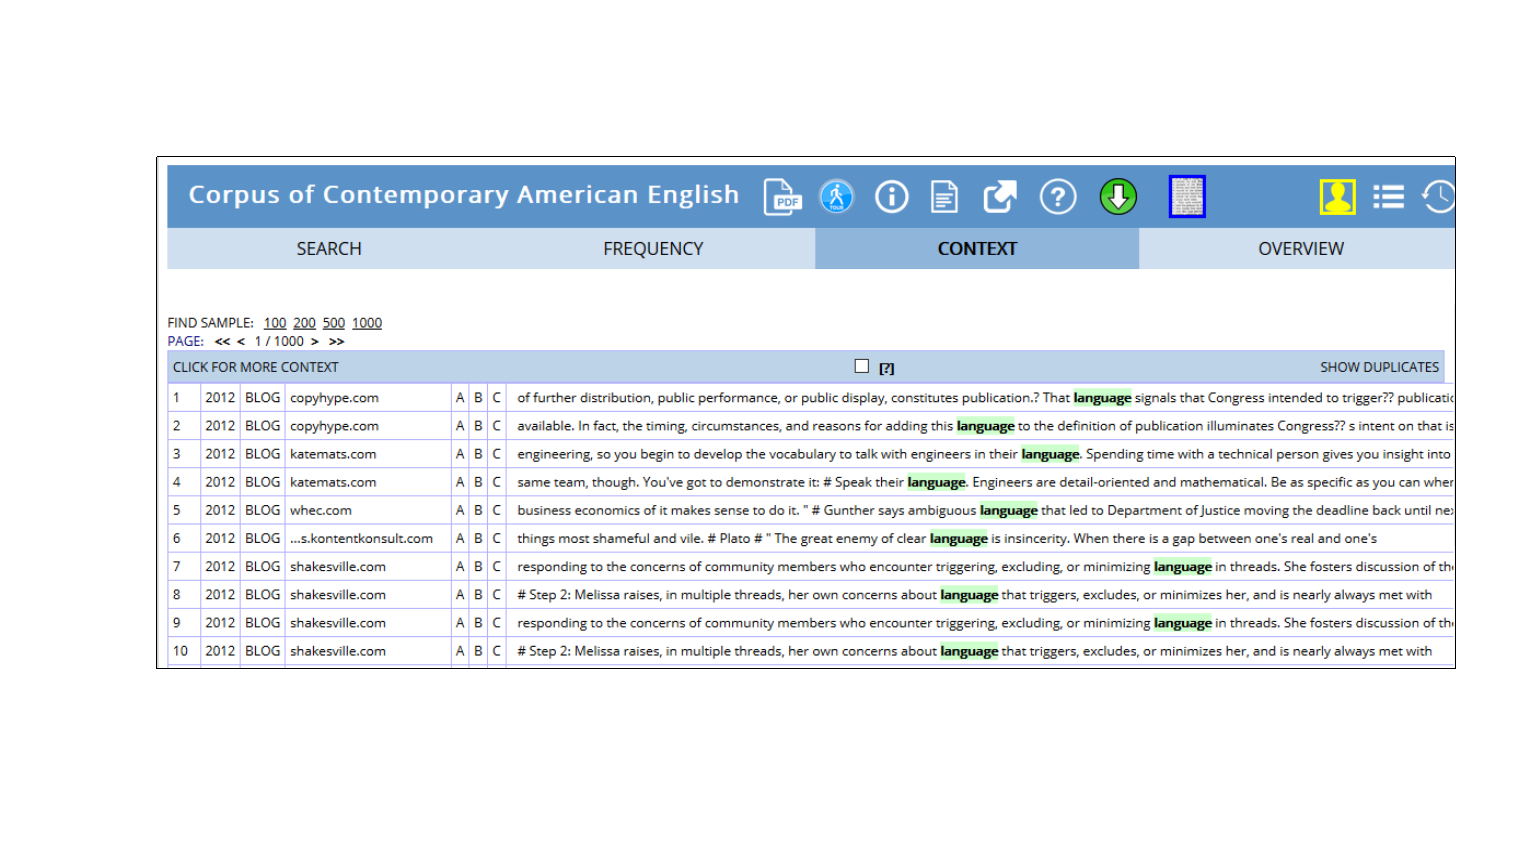 Corpus of Contemporary American English PDF TOUR
SEARCH FREQUENCY CONTEXT OVERVIEW
FIND SAMPLE: 100 200 500 1000
PAGE: << < 1 / 1000 > >>
CLICK FOR MORE CONTEXT [?] SHOW DUPLICATES
1 2012 BLOG copyhype.com A B C of further distribution, public performance, or public display, constitutes publication.? That language signals that Congress intended to trigger?? publicatic
2 2012 BLOG copyhype.com A B C available. In fact, the timing, circumstances, and reasons for adding this language to the definition of publication illuminates Congress?? s intent on that is
3 2012 BLOG katemats.com A B C engineering, so you begin to develop the vocabulary to talk with engineers in their language. Spending time with a technical person gives you insight into
4 2012 BLOG katemats.com A B C same team, though. You've got to demonstrate it: # Speak their language. Engineers are detail-oriented and mathematical. Be as specific as you can wher
5 2012 BLOG whec.com A B C business economics of it makes sense to do it. " # Gunther says ambiguous language that led to Department of Justice moving the deadline back until nex
6 2012 BLOG ...s.kontentkonsult.com A B C things most shameful and vile. # Plato # " The great enemy of clear language is insincerity. When there is a gap between one's real and one's
7 2012 BLOG shakesville.com A B C responding to the concerns of community members who encounter triggering, excluding, or minimizing language in threads. She fosters discussion of the
8 2012 BLOG shakesville.com A B C # Step 2: Melissa raises, in multiple threads, her own concerns about language that triggers, excludes, or minimizes her, and is nearly always met with
9 2012 BLOG shakesville.com A B C responding to the concerns of community members who encounter triggering, excluding, or minimizing language in threads. She fosters discussion of the
10 2012 BLOG shakesville.com A B C # Step 2: Melissa raises, in multiple threads, her own concerns about language that triggers, excludes, or minimizes her, and is nearly always met with